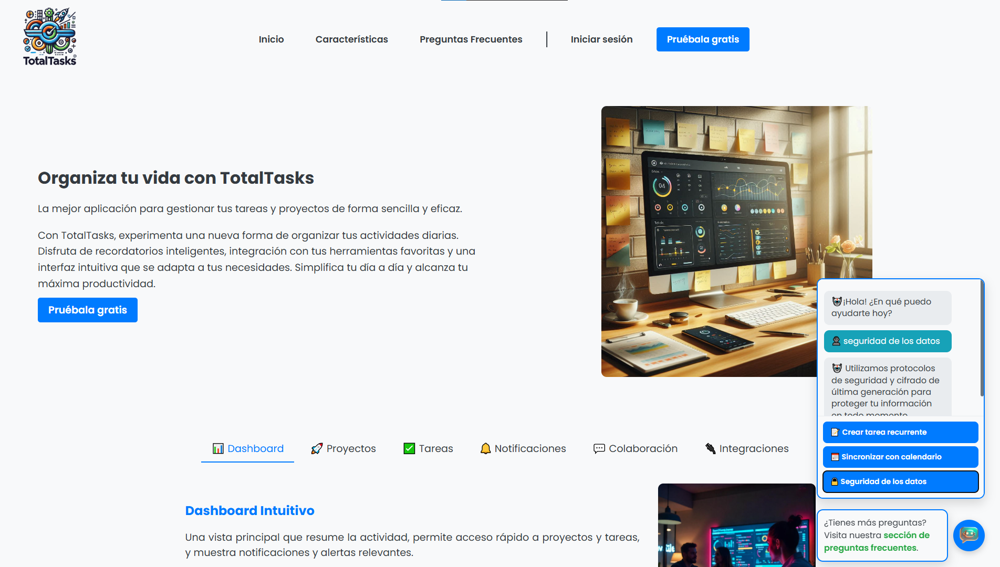 TotalTasks®
Inicio
Características
Preguntas Frecuentes
Iniciar sesión
Pruébala gratis
Organiza tu vida con TotalTasks
La mejor aplicación para gestionar tus tareas y proyectos de forma sencilla y eficaz.
Con TotalTasks, experimenta una nueva forma de organizar tus actividades diarias.
Disfruta de recordatorios inteligentes, integración con tus herramientas favoritas y una
interfaz intuitiva que se adapta a tus necesidades. Simplifica tu día a día y alcanza tu
máxima productividad.
Pruébala gratis
04
Dashboard
Proyectos
Tareas
Notificaciones
Colaboración
Integraciones
Dashboard Intuitivo
Una vista principal que resume la actividad, permite acceso rápido a proyectos y tareas,
y muestra notificaciones y alertas relevantes.
¡Hola! ¿En qué puedo
ayudarte hoy?
seguridad de los datos
Utilizamos protocolos
de seguridad y cifrado de
última generación para
proteger tu información
en todo momento
Crear tarea recurrente
Sincronizar con calendario
Seguridad de los datos
¿Tienes más preguntas?
Visita nuestra sección de
preguntas frecuentes.